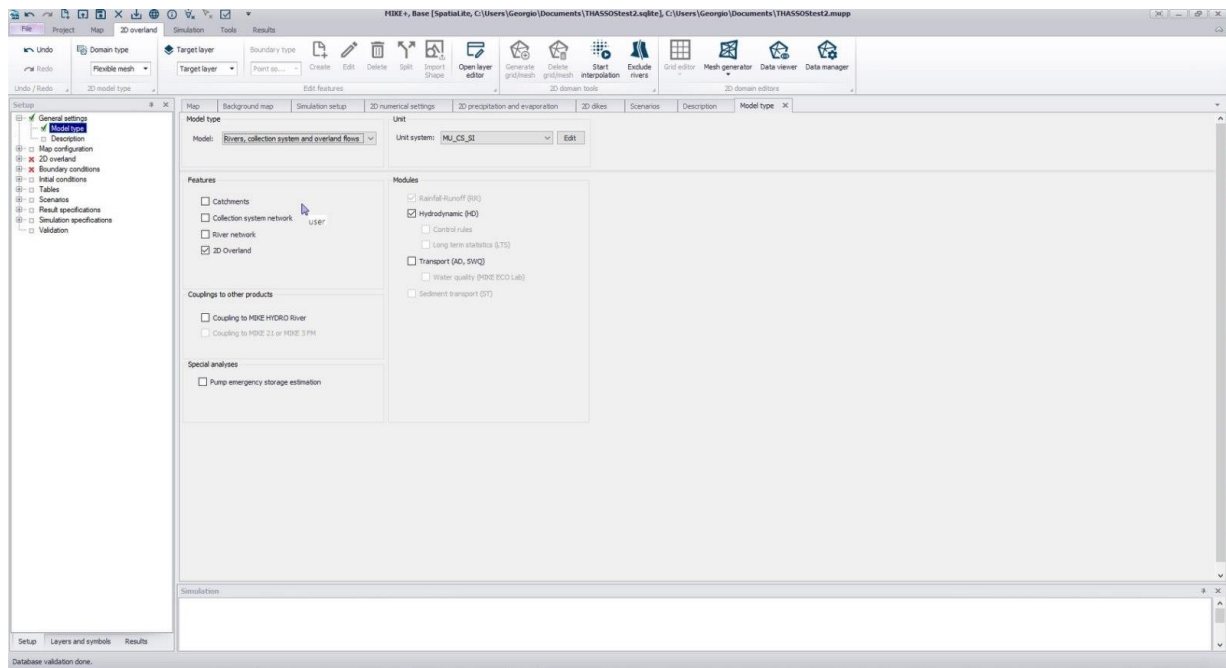 MIKE+, Base [SpatiaLite, C:\Users\Georgio\Documents\THASSOStest2.sqlite], C:\Users\Georgio\Documents\THASSOStest2.mupp
File Project Map 2D overland Simulation Tools Results
Undo Domain type Target layer Boundary type
Redo Flexible mesh Target layer Point so... Create Edit Delete Split Import Shape Open layer editor Generate grid/mesh Delete grid/mesh Start interpolation Exclude rivers Grid editor Mesh generator Data viewer Data manager
Undo / Redo 2D model type Edit features 2D domain tools 2D domain editors
Setup
Map Background map Simulation setup 2D numerical settings 2D precipitation and evaporation 2D dikes Scenarios Description Model type
General settings
Model type
Description
Map configuration
2D overland
Boundary conditions
Initial conditions
Tables
Scenarios
Result specifications
Simulation specifications
Validation
Model type
Model: Rivers, collection system and overland flows
Unit
Unit system: MU_CS_SI Edit
Features
Catchments
Collection system network
user
River network
2D Overland
Couplings to other products
Coupling to MIKE HYDRO River
Coupling to MIKE 21 or MIKE 3 FM
Special analyses
Pump emergency storage estimation
Modules
Rainfall-Runoff (RR)
Hydrodynamic (HD)
Control rules
Long term statistics (LTS)
Transport (AD, SWQ)
Water quality (MIKE ECO Lab)
Sediment transport (ST)
Simulation
Setup Layers and symbols Results
Database validation done.